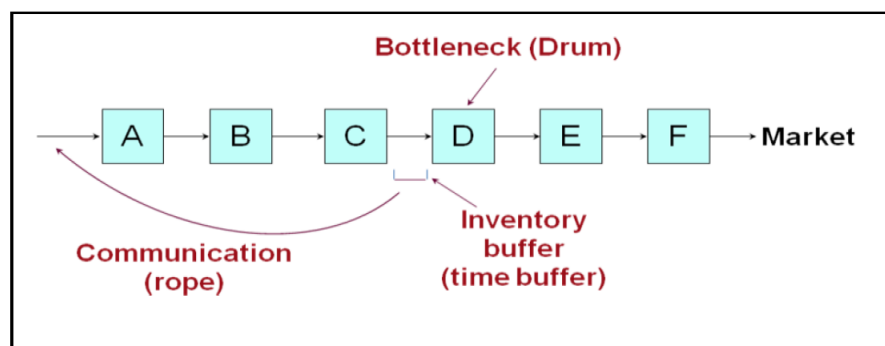 Bottleneck (Drum)
A B C D E F Market
Communication
(rope)
Inventory
buffer
(time buffer)